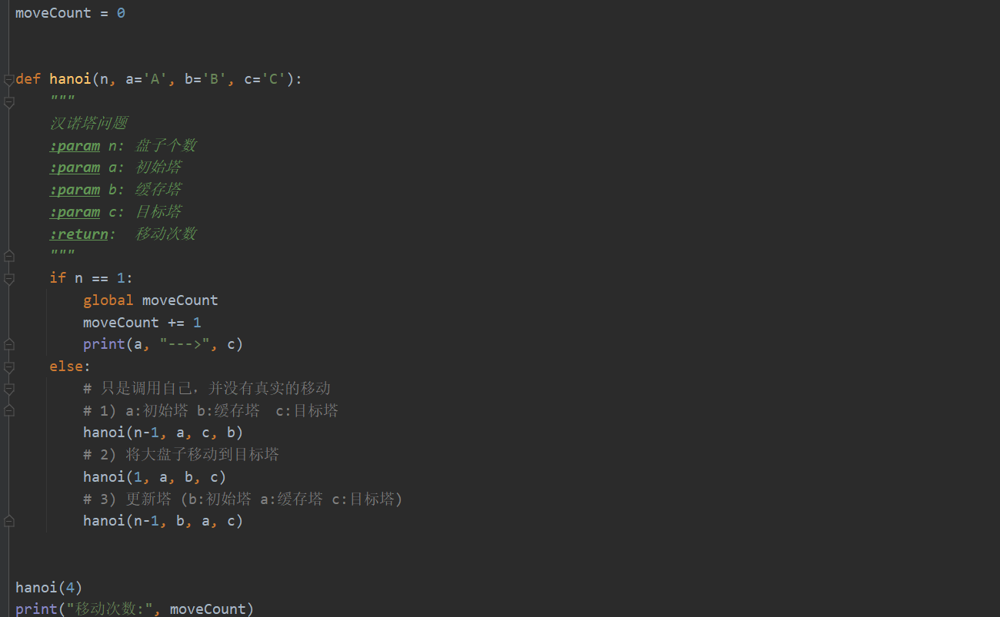 moveCount = 0
def hanoi(n, a='A', b='B', c='C'):
"""
汉诺塔问题
:param n: 盘子个数
:param a: 初始塔
:param b: 缓存塔
:param c: 目标塔
:return:  移动次数
"""
if n == 1:
global moveCount
moveCount += 1
print(a, "--->", c)
else:
# 只是调用自己，并没有真实的移动
# 1) a:初始塔 b:缓存塔  c:目标塔
hanoi(n-1, a, c, b)
# 2) 将大盘子移动到目标塔
hanoi(1, a, b, c)
# 3) 更新塔 (b:初始塔 a:缓存塔 c:目标塔)
hanoi(n-1, b, a, c)
hanoi(4)
print("移动次数:", moveCount)